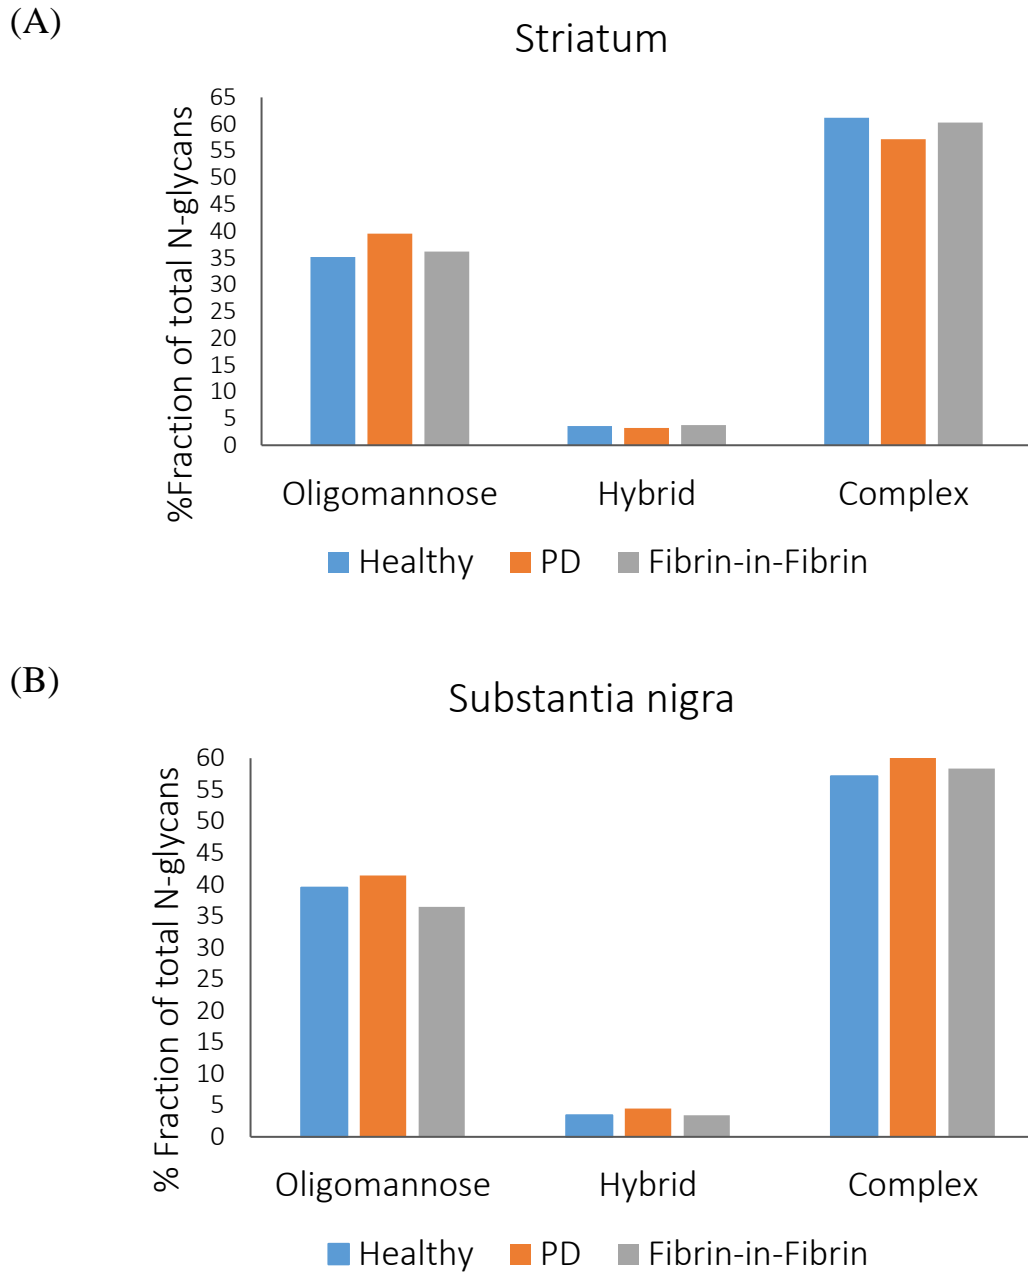 (A)
Striatum
%Fraction of total N-glycans
65
60
55
50
45
40
35
30
25
20
15
10
5
0
Oligomannose Hybrid Complex
Healthy PD Fibrin-in-Fibrin
(B)
Substantia nigra
% Fraction of total N-glycans
60
55
50
45
40
35
30
25
20
15
10
5
0
Oligomannose Hybrid Complex
Healthy PD Fibrin-in-Fibrin